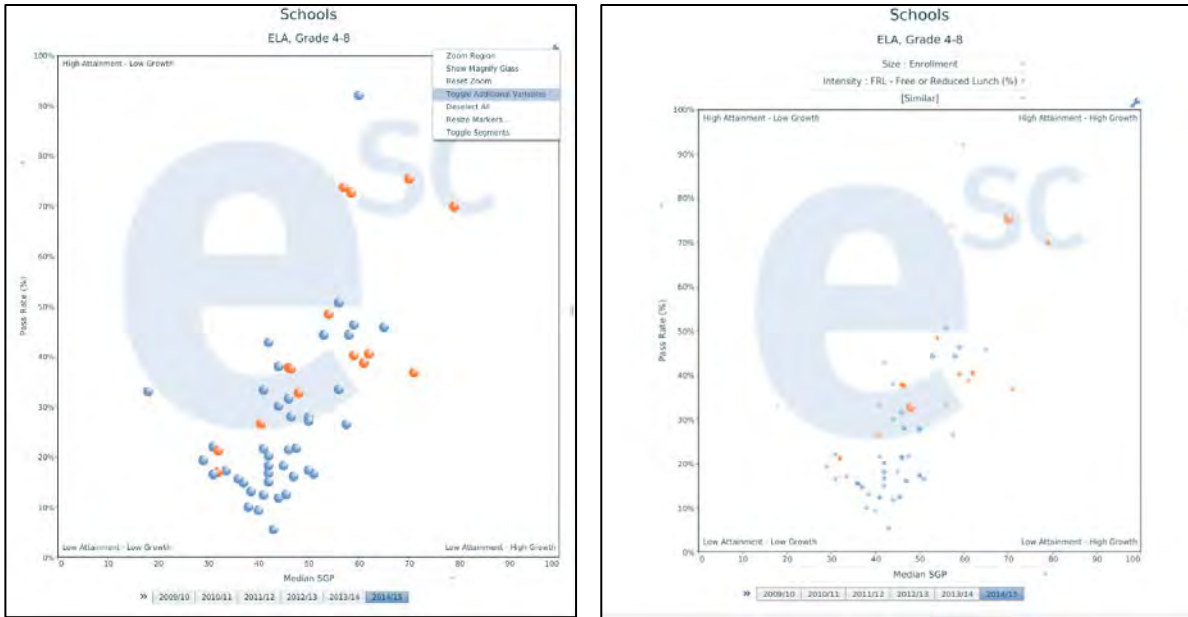 Schools
ELA, Grade 4-8
Zoom Region
Show Magnify Glass
Reset Zoom
Toggle Additional Variables
Deselect All
Resize Markers...
Toggle Segments
High Attainment - Low Growth
100%
90%
80%
70%
60%
50%
40%
30%
20%
10%
0%
Pass Rate (%)
eSC
Low Attainment - Low Growth
Low Attainment - High Growth
0 10 20 30 40 50 60 70 80 90 100
Median SGP
» 2009/10 2010/11 2011/12 2012/13 2013/14 2014/15
Schools
ELA, Grade 4-8
Size : Enrollment
Intensity : FRL - Free or Reduced Lunch (%)
[Similar]
High Attainment - Low Growth
High Attainment - High Growth
100%
90%
80%
70%
60%
50%
40%
30%
20%
10%
0%
Pass Rate (%)
eSC
Low Attainment - Low Growth
Low Attainment - High Growth
0 10 20 30 40 50 60 70 80 90 100
Median SGP
» 2009/10 2010/11 2011/12 2012/13 2013/14 2014/15